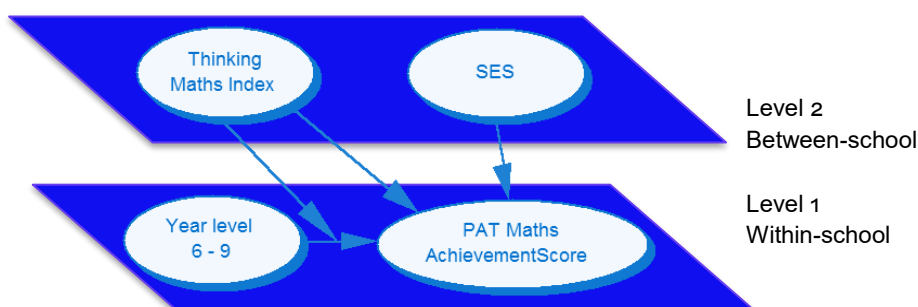 Thinking
Maths Index
SES
Level 2
Between-school
Year level
6 - 9
PAT Maths
AchievementScore
Level 1
Within-school